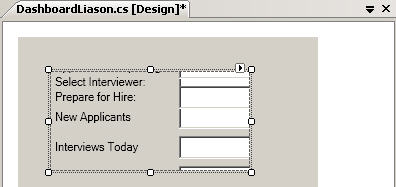 DashboardLiason.cs [Design]*
Select Interviewer:
Prepare for Hire:
New Applicants
Interviews Today